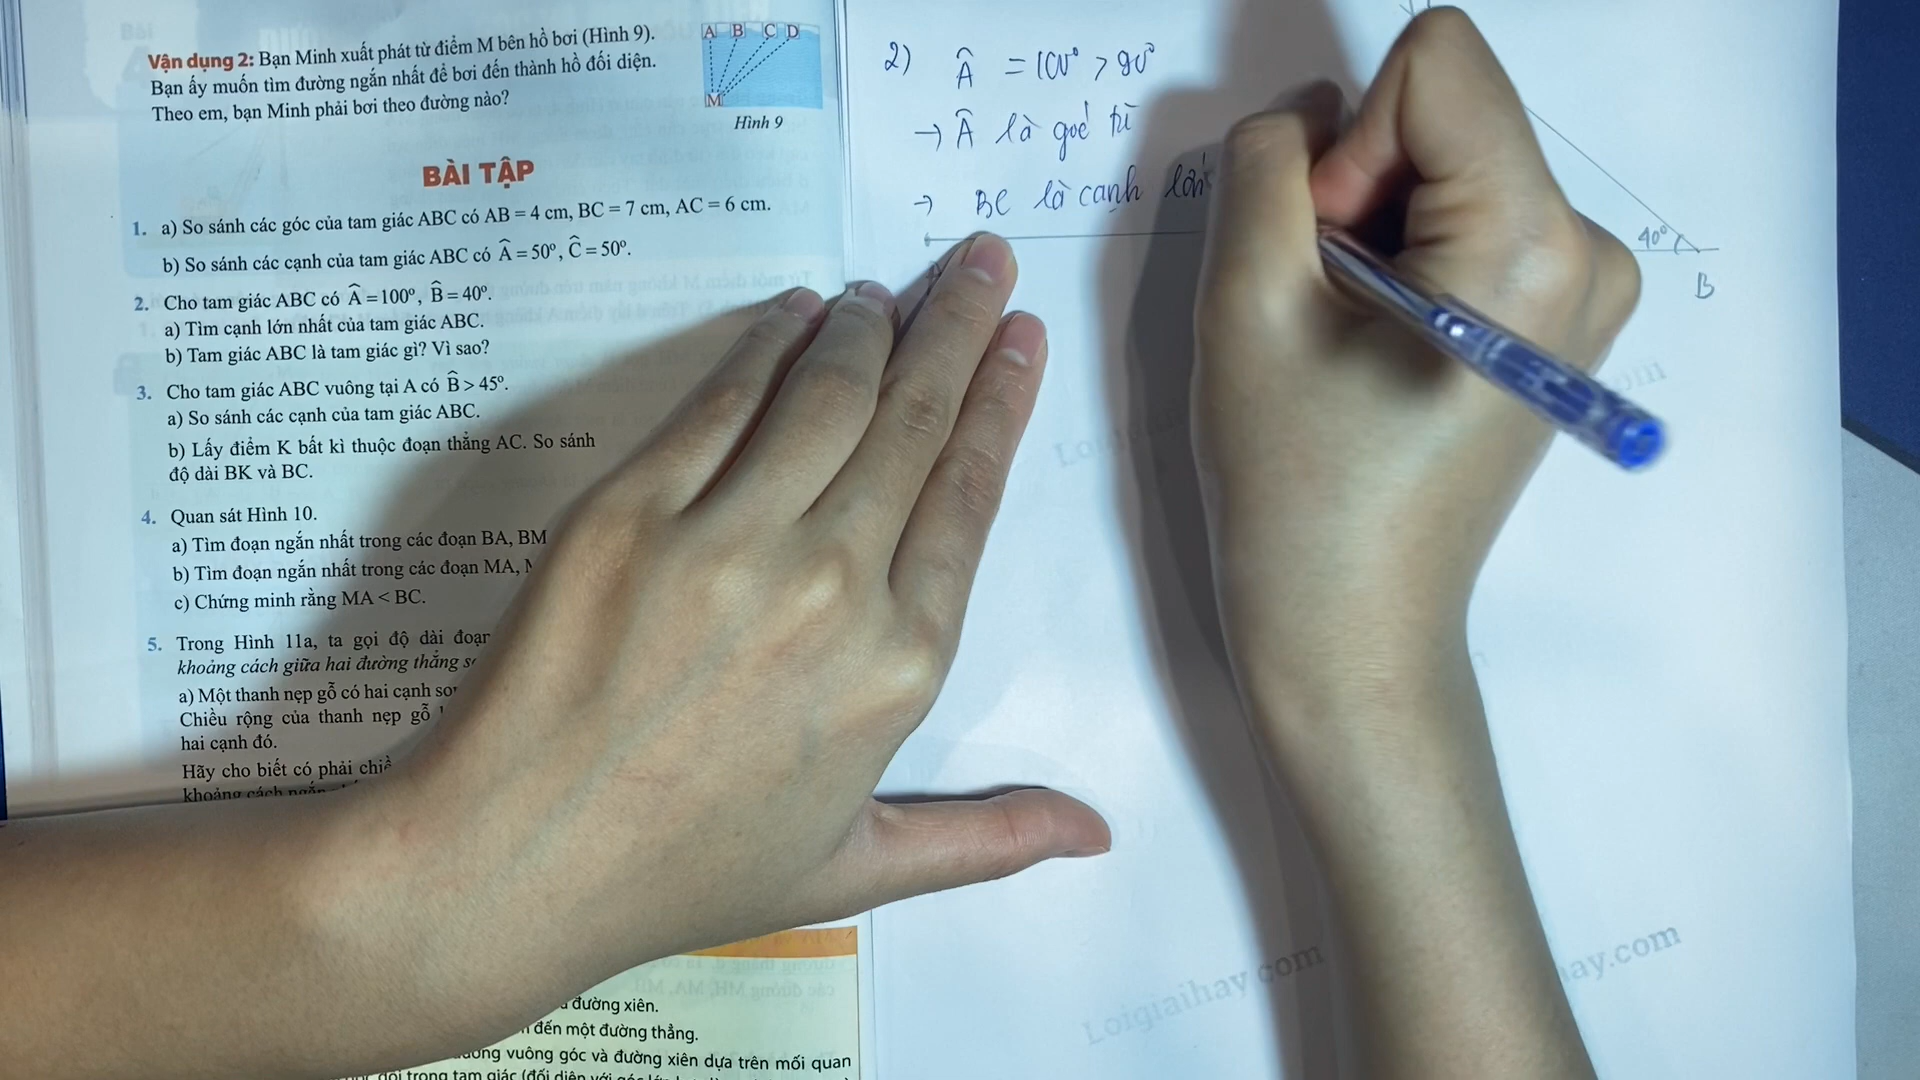 Vận dụng 2: Bạn Minh xuất phát từ điểm M bên hồ bơi (Hình 9).
Bạn ấy muốn tìm đường ngắn nhất để bơi đến thành hồ đối diện.
Theo em, bạn Minh phải bơi theo đường nào?
A B C D
M
Hình 9
BÀI TẬP
1. a) So sánh các góc của tam giác ABC có AB = 4 cm, BC = 7 cm, AC = 6 cm.
b) So sánh các cạnh của tam giác ABC có Â = 50°, Ĉ = 50°.
2. Cho tam giác ABC có Â = 100°, B̂ = 40°.
a) Tìm cạnh lớn nhất của tam giác ABC.
b) Tam giác ABC là tam giác gì? Vì sao?
3. Cho tam giác ABC vuông tại A có B̂ > 45°.
a) So sánh các cạnh của tam giác ABC.
b) Lấy điểm K bất kì thuộc đoạn thẳng AC. So sánh
độ dài BK và BC.
4. Quan sát Hình 10.
a) Tìm đoạn ngắn nhất trong các đoạn BA, BM
b) Tìm đoạn ngắn nhất trong các đoạn MA,
c) Chứng minh rằng MA < BC.
5. Trong Hình 11a, ta gọi độ dài đoạn
khoảng cách giữa hai đường thẳng
a) Một thanh nẹp gỗ có hai cạnh
Chiều rộng của thanh nẹp gỗ
hai cạnh đó.
Hãy cho biết có phải
khoảng cách
đường xiên.
đến một đường thẳng.
vuông góc và đường xiên dựa trên mối quan
trong tam giác (đối diện với góc
2) Â = 100° > 90°
→ Â là góc tù
→ BC là cạnh lớn
40°
B
Loigiaihay.com